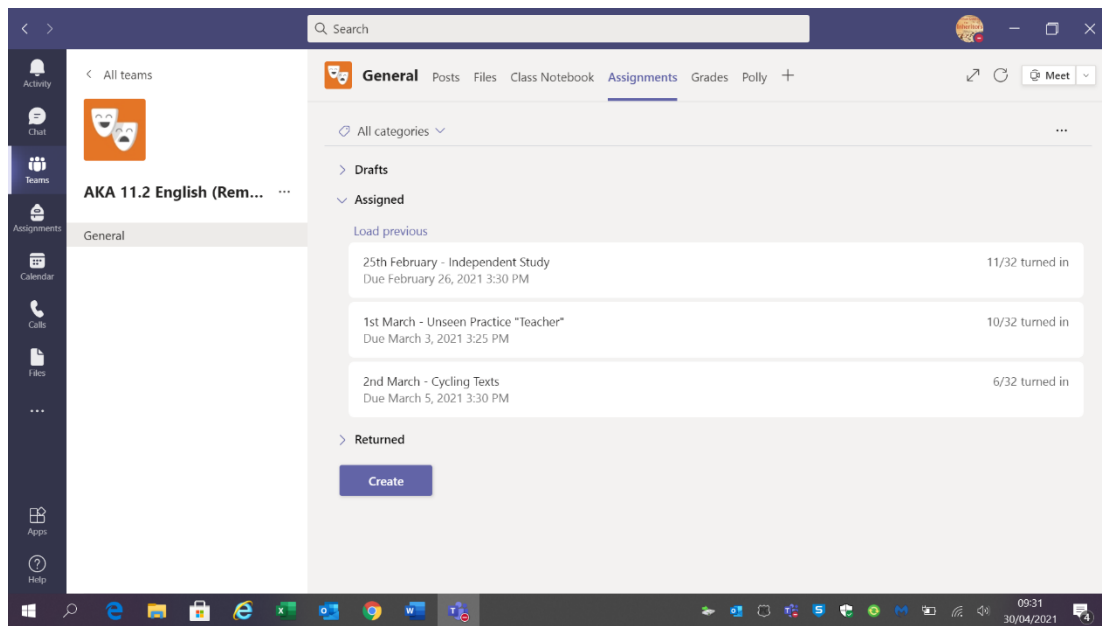 Search
Activity
Chat
Teams
Assignments
Calendar
Calls
Files
Apps
Help
All teams
AKA 11.2 English (Rem...
General
General Posts Files Class Notebook Assignments Grades Polly
Meet
All categories
Drafts
Assigned
Load previous
25th February - Independent Study 11/32 turned in
Due February 26, 2021 3:30 PM
1st March - Unseen Practice "Teacher" 10/32 turned in
Due March 3, 2021 3:25 PM
2nd March - Cycling Texts 6/32 turned in
Due March 5, 2021 3:30 PM
Returned
Create
09:31
30/04/2021
4